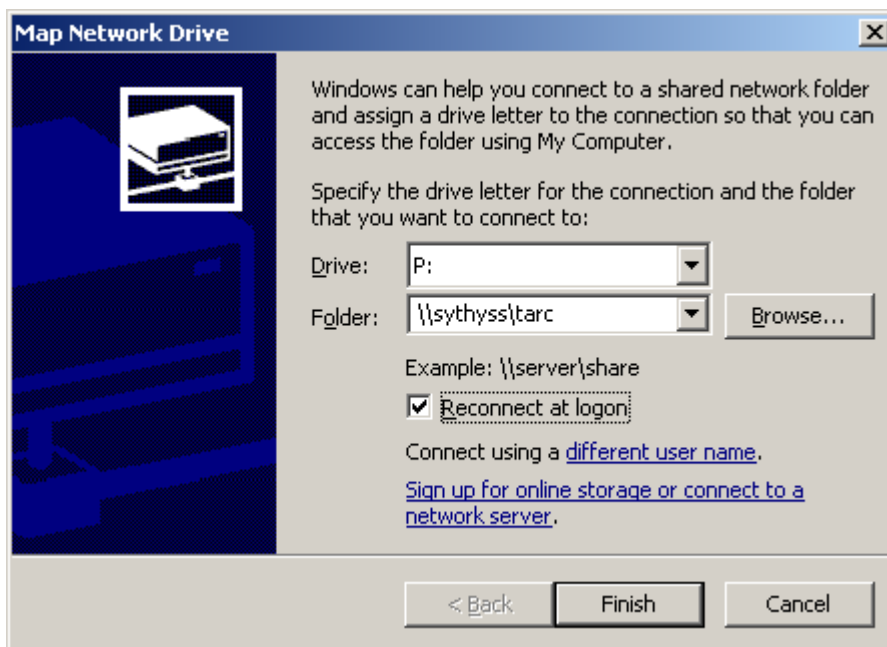 Map Network Drive
Windows can help you connect to a shared network folder
and assign a drive letter to the connection so that you can
access the folder using My Computer.
Specify the drive letter for the connection and the folder
that you want to connect to:
Drive: P:
Folder: \\sythyss\tarc Browse...
Example: \\server\share
Reconnect at logon
Connect using a different user name.
Sign up for online storage or connect to a
network server.
< Back Finish Cancel